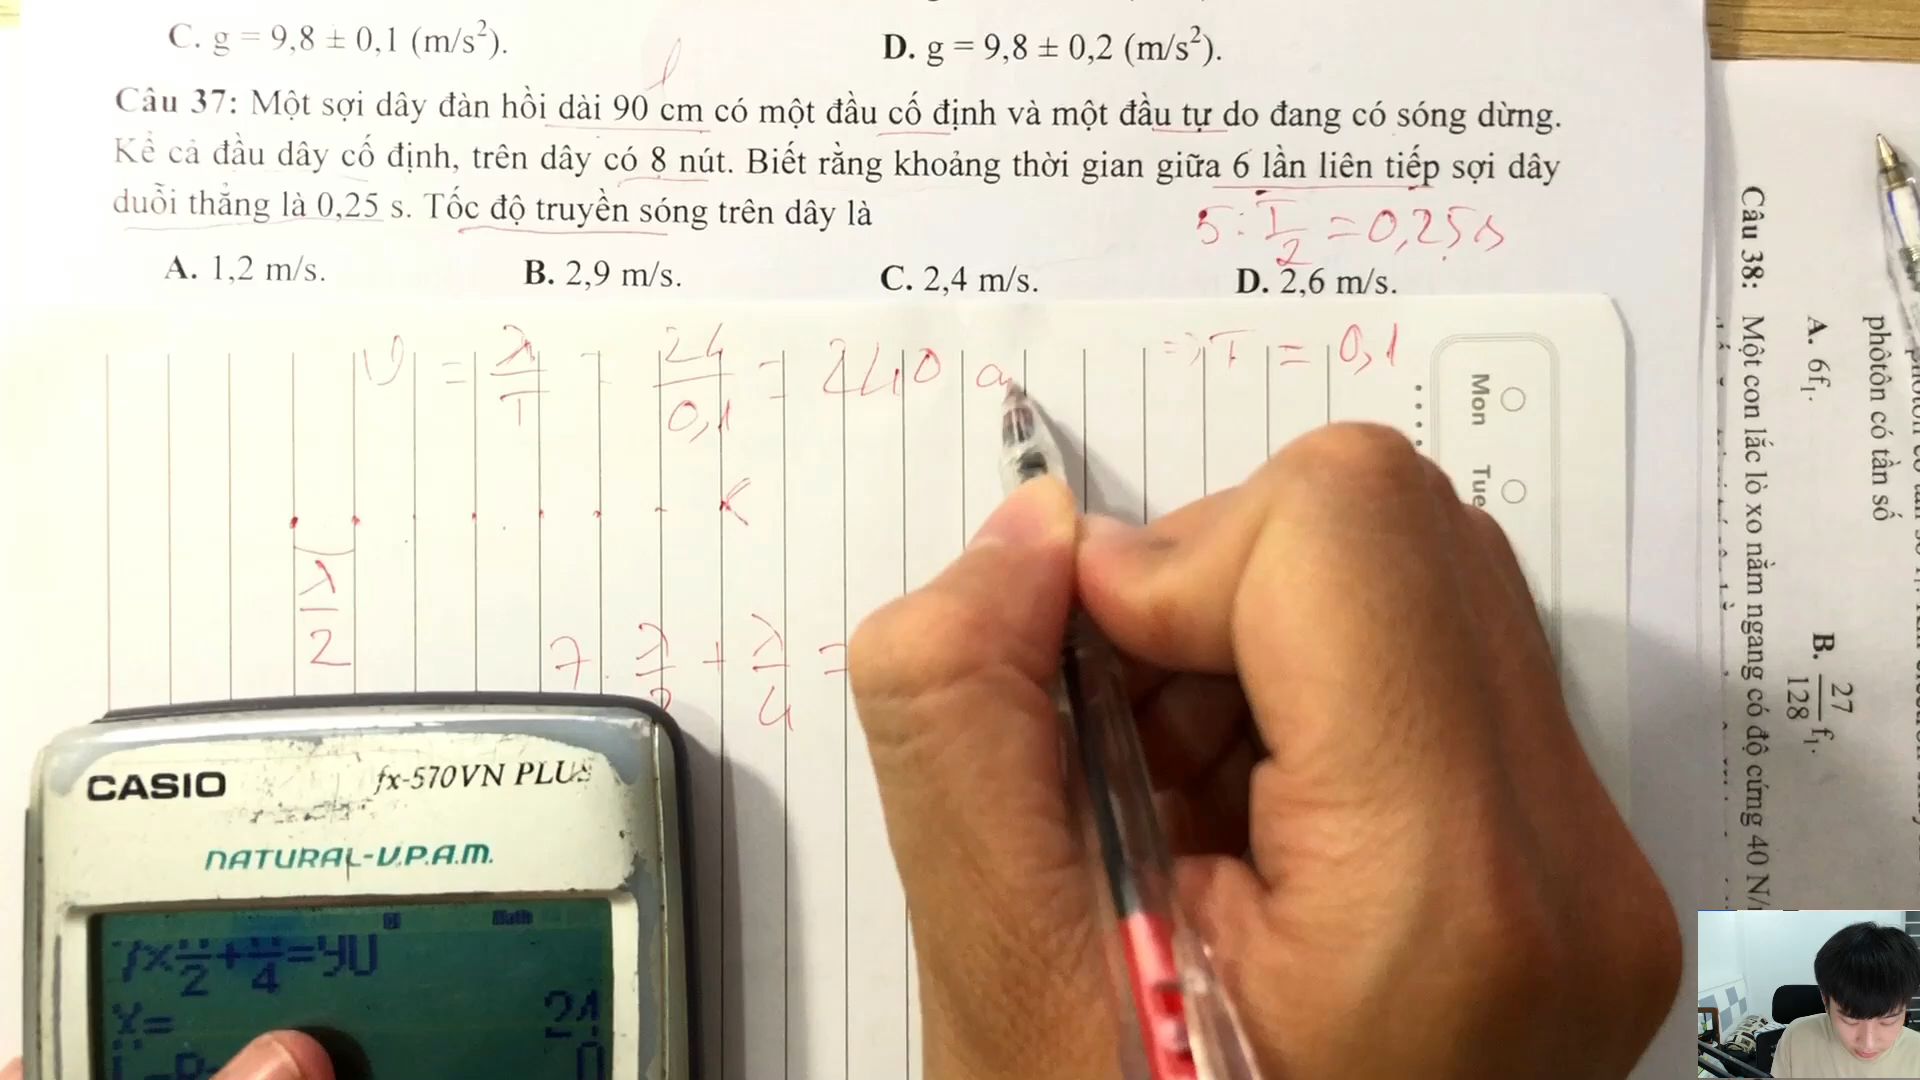 C. g = 9,8 ± 0,1 (m/s²).
D. g = 9,8 ± 0,2 (m/s²).
l
Câu 37: Một sợi dây đàn hồi dài 90 cm có một đầu cố định và một đầu tự do đang có sóng dừng.
Kể cả đầu dây cố định, trên dây có 8 nút. Biết rằng khoảng thời gian giữa 6 lần liên tiếp sợi dây
duỗi thẳng là 0,25 s. Tốc độ truyền sóng trên dây là
5 : T/2 = 0,25s
A. 1,2 m/s.
B. 2,9 m/s.
C. 2,4 m/s.
D. 2,6 m/s.
v = λ/T = 24/0,1 = 240
=> T = 0,1
λ/2
7. λ/2 + λ/4 =
Mon
Tue
CASIO
fx-570VN PLUS
NATURAL-V.P.A.M.
Math
X=
24
0
phôtôn có tần số
A. 6f₁.
B. 27/128 f₁.
Câu 38: Một con lắc lò xo nằm ngang có độ cứng 40 N/